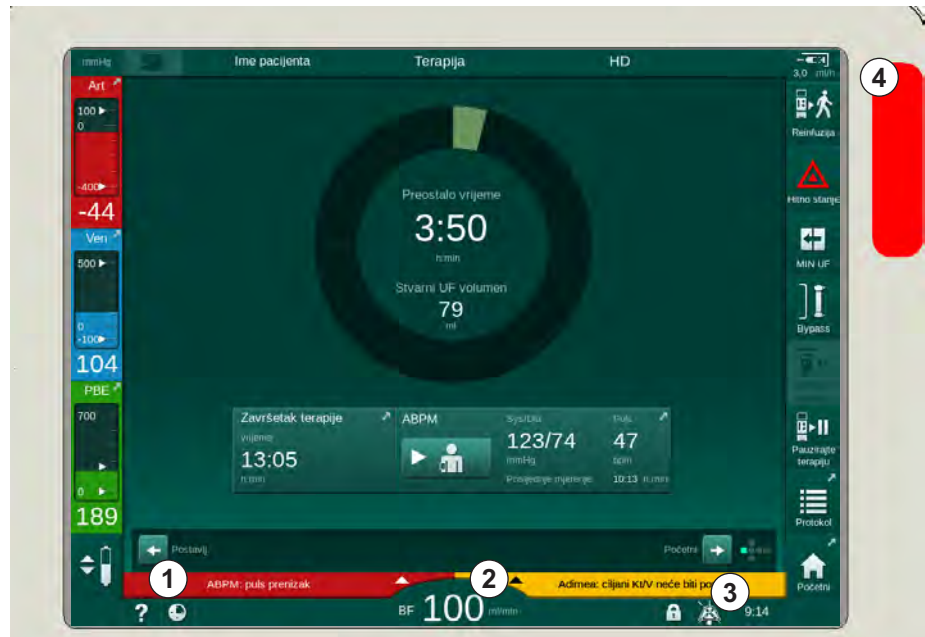 mmHg
Ime pacijenta
Terapija
HD
3,0 ml/h
Art
100
0
-400
-44
Ven
500
0
-100
104
PBE
700
0
189
Preostalo vrijeme
3:50
h:min
Stvarni UF volumen
79
ml
Završetak terapije
vrijeme
13:05
h:min
ABPM
Sys/Dia
123/74
mmHg
Puls
47
bpm
Posljednje mjerenje
10:13 h:min
Reinfuzija
Hitno stanje
MIN UF
Bypass
Pauzirajte
terapiju
Protokol
Početni
Postavlj
Početni
ABPM: puls prenizak
Adimea: ciljani Kt/V neće biti
? BF 100 ml/min
9:14
1
2
3
4